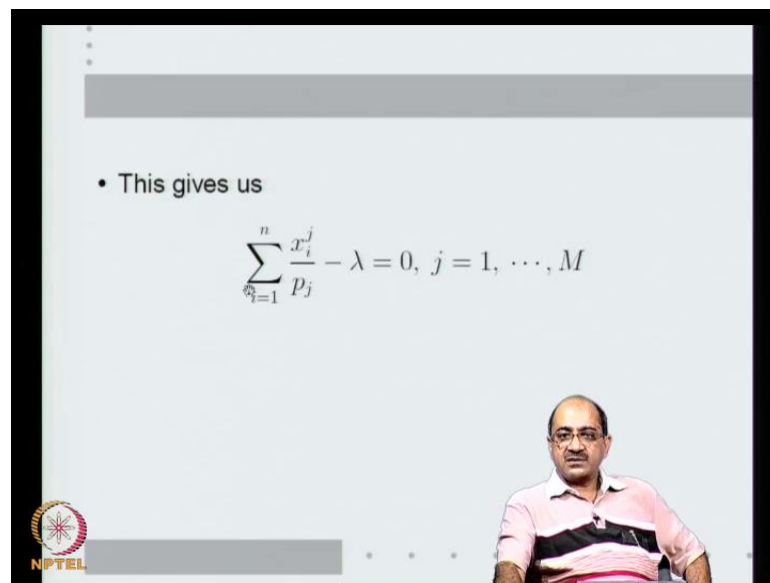 • This gives us
$$\sum_{i=1}^{n} \frac{x_i^j}{p_j} - \lambda = 0, \; j = 1, \cdots, M$$
NPTEL